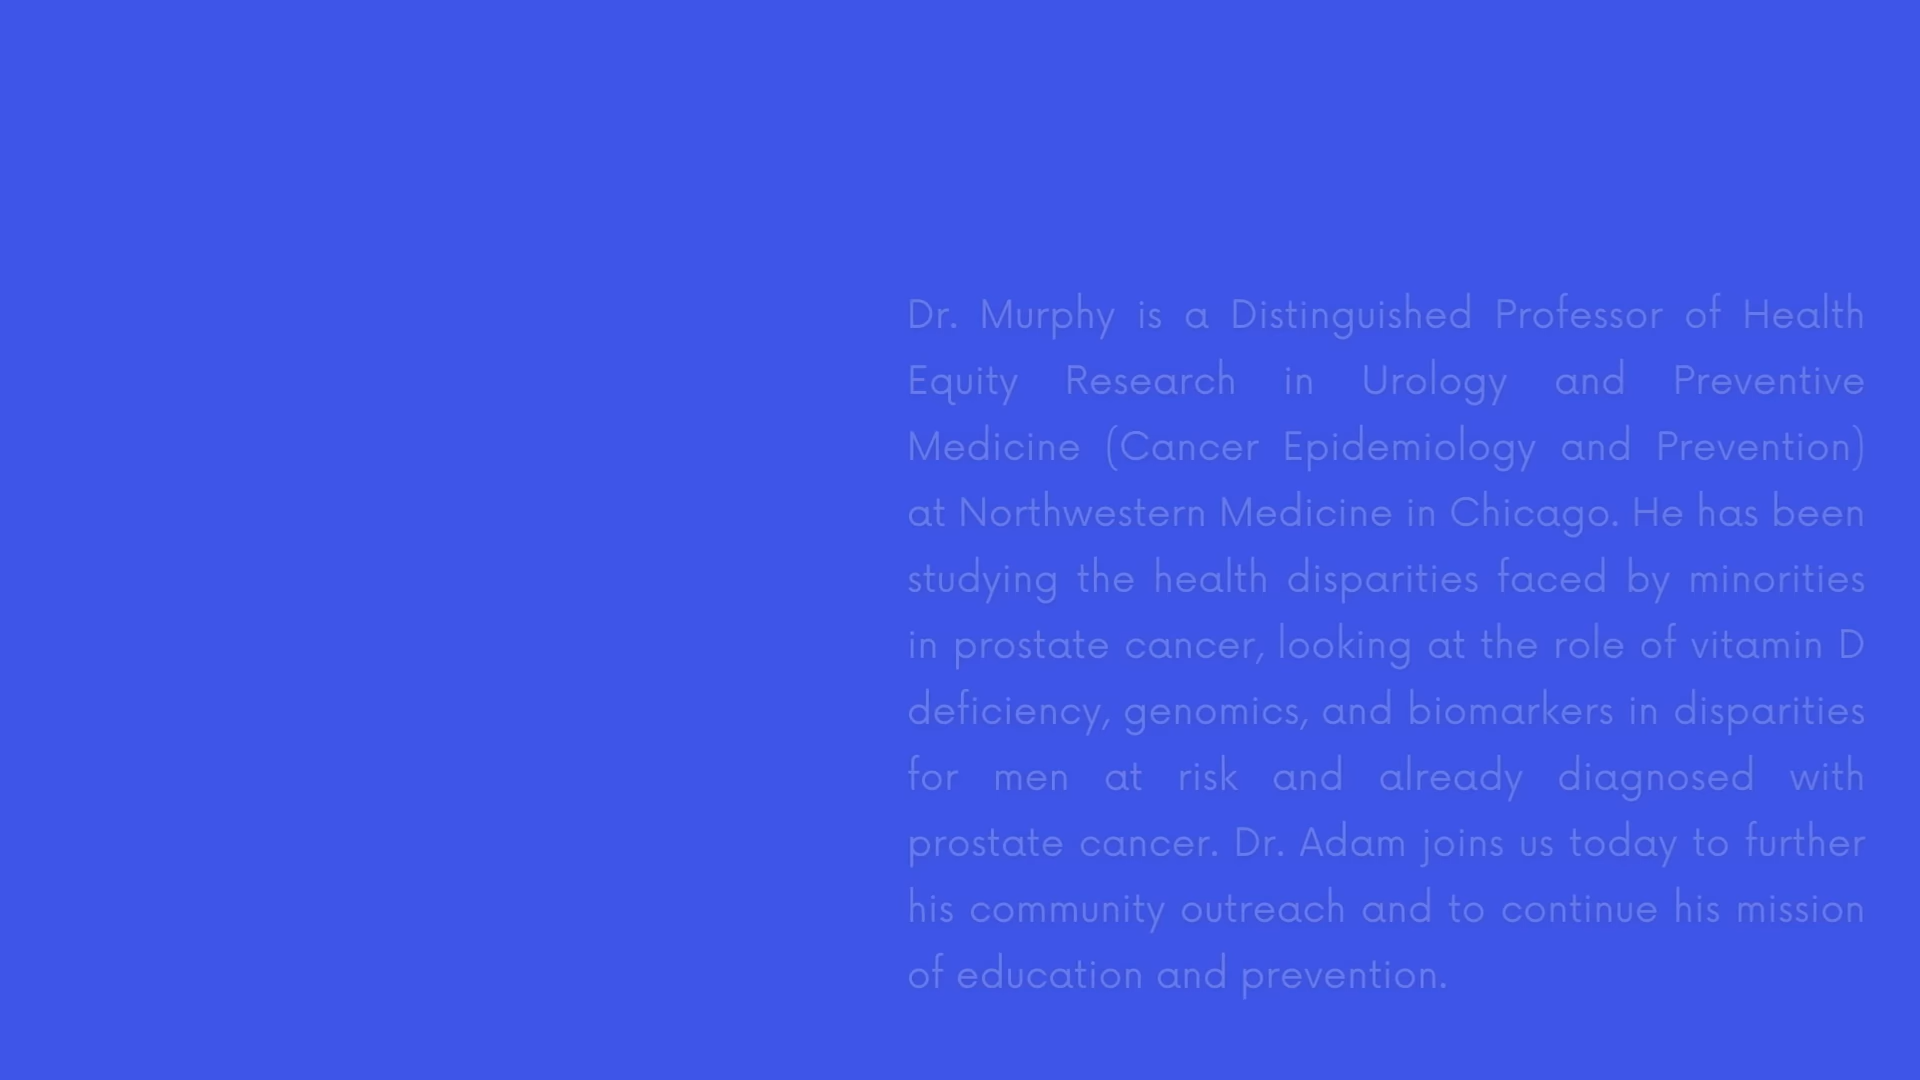 Dr. Murphy is a Distinguished Professor of Health
Equity Research in Urology and Preventive
Medicine (Cancer Epidemiology and Prevention)
at Northwestern Medicine in Chicago. He has been
studying the health disparities faced by minorities
in prostate cancer, looking at the role of vitamin D
deficiency, genomics, and biomarkers in disparities
for men at risk and already diagnosed with
prostate cancer. Dr. Adam joins us today to further
his community outreach and to continue his mission
of education and prevention.